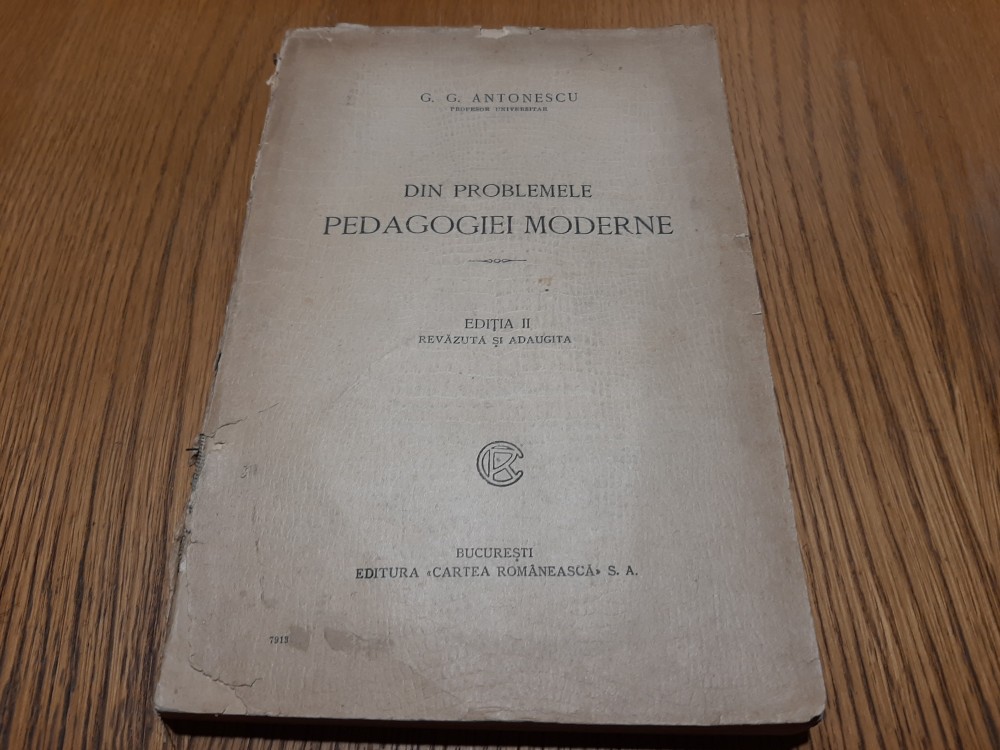 G. G. ANTONESCU
PROFESOR UNIVERSITAR
DIN PROBLEMELE
PEDAGOGIEI MODERNE
EDIȚIA II
REVĂZUTĂ ȘI ADAUGITA
CR
BUCUREȘTI
EDITURA «CARTEA ROMÂNEASCĂ» S. A.
7913